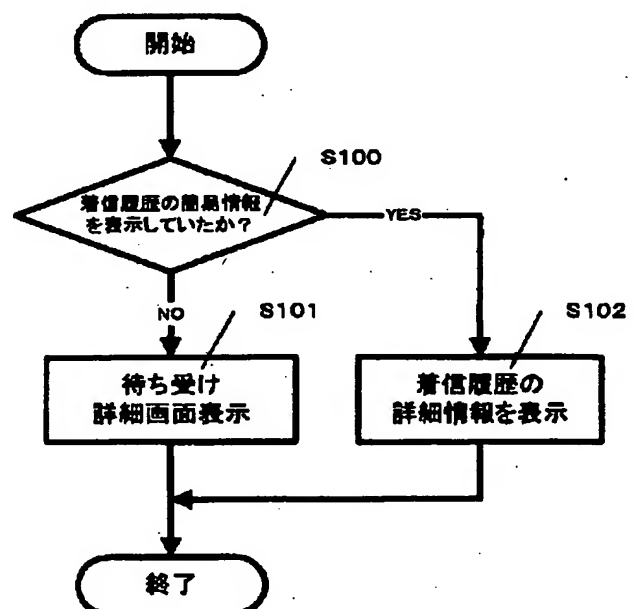 開始
S100
着信履歴の簡易情報
を表示していたか？
YES
NO
S101
S102
待ち受け
詳細画面表示
着信履歴の
詳細情報を表示
終了